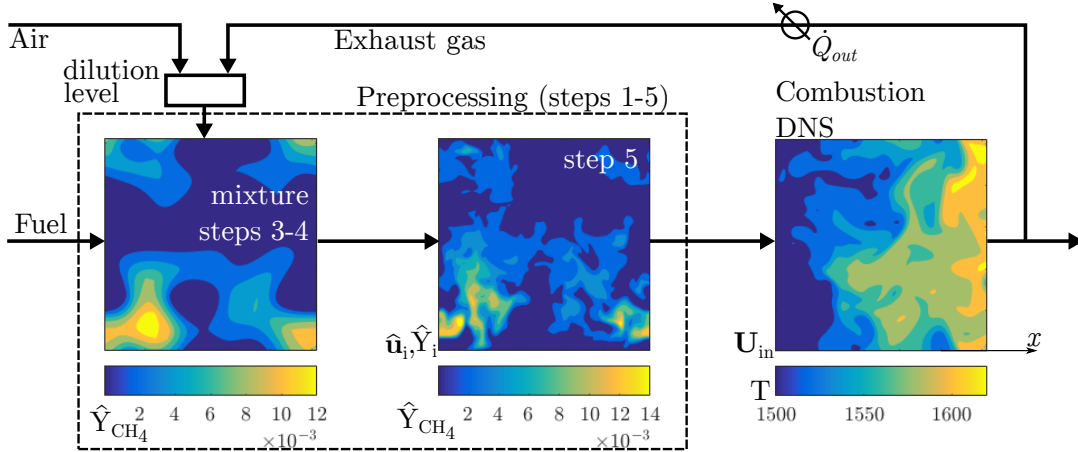 Air
Exhaust gas
Q̇_out
dilution
level
Preprocessing (steps 1-5)
Combustion
DNS
mixture
steps 3-4
step 5
Fuel
û_i,Ŷ_i
U_in
x
Ŷ_CH₄
2 4 6 8 10 12
×10⁻³
Ŷ_CH₄
2 4 6 8 10 12 14
×10⁻³
T
1500 1550 1600